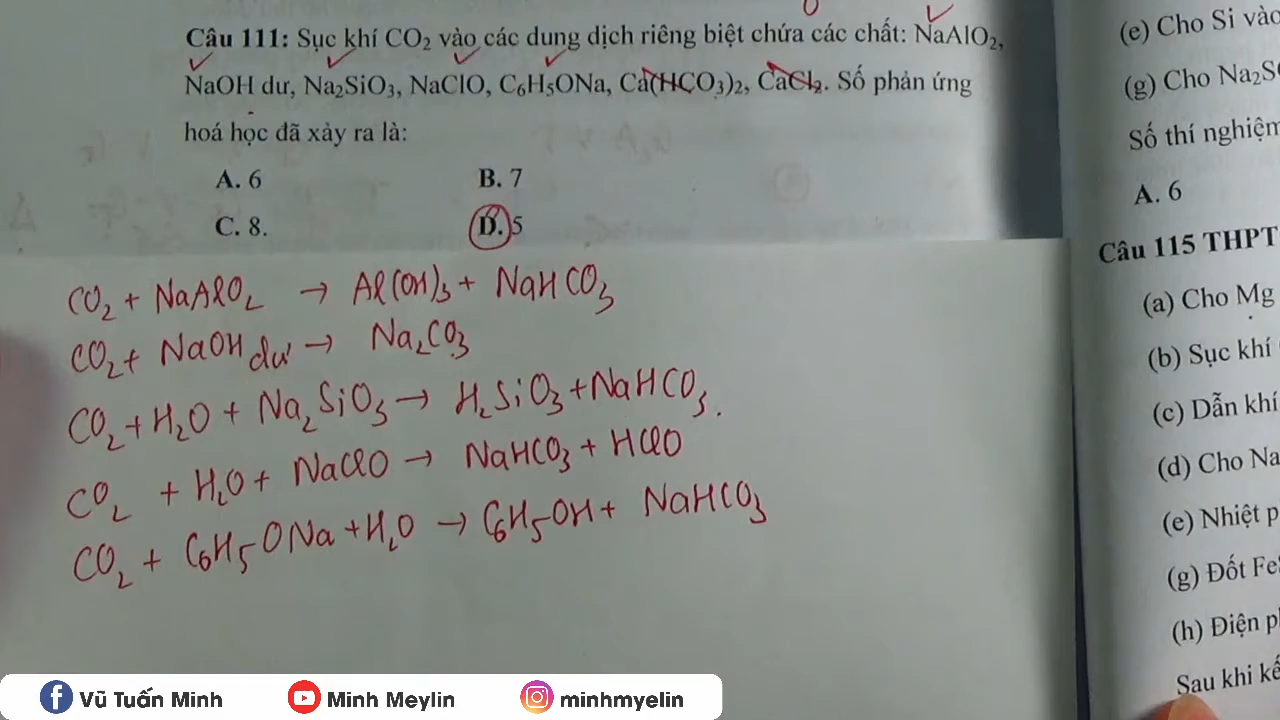 Câu 111: Sục khí CO₂ vào các dung dịch riêng biệt chứa các chất: NaAlO₂,
NaOH dư, Na₂SiO₃, NaClO, C₆H₅ONa, Ca(HCO₃)₂, CaCl₂. Số phản ứng
hoá học đã xảy ra là:
A. 6 B. 7
C. 8. D. 5
CO₂ + NaAlO₂ → Al(OH)₃ + NaHCO₃
CO₂ + NaOH dư → Na₂CO₃
CO₂ + H₂O + Na₂SiO₃ → H₂SiO₃ + NaHCO₃.
CO₂ + H₂O + NaClO → NaHCO₃ + HClO
CO₂ + C₆H₅ONa + H₂O → C₆H₅OH + NaHCO₃
(e) Cho Si vào
(g) Cho Na₂S
Số thí nghiệm
A. 6
Câu 115 THPT
(a) Cho Mg
(b) Sục khí
(c) Dẫn khí
(d) Cho Na
(e) Nhiệt p
(g) Đốt Fe
(h) Điện p
Sau khi kế
Vũ Tuấn Minh Minh Meylin minhmyelin